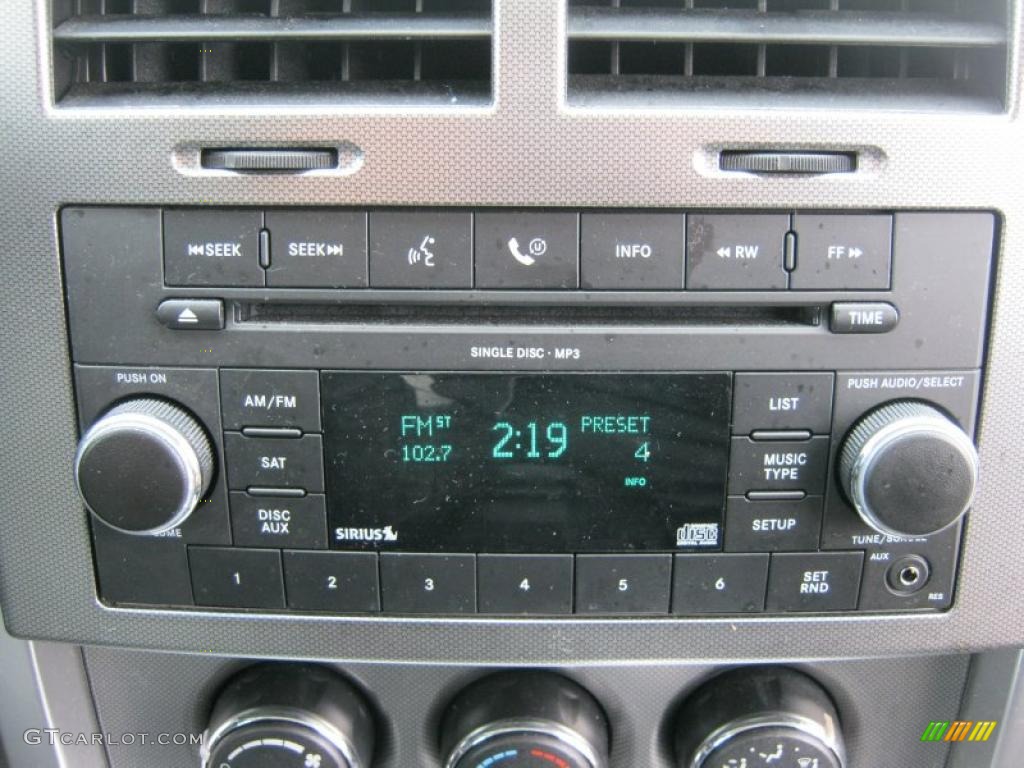 SEEK
SEEK
INFO
RW
FF
TIME
SINGLE DISC · MP3
PUSH ON
PUSH AUDIO/SELECT
AM/FM
LIST
SAT
MUSIC
TYPE
DISC
AUX
SETUP
FM ST
2:19
PRESET
102.7
4
INFO
SIRIUS
disc
TUNE/SCROLL
AUX
RES
1
2
3
4
5
6
SET
RND
GTCARLOT.COM